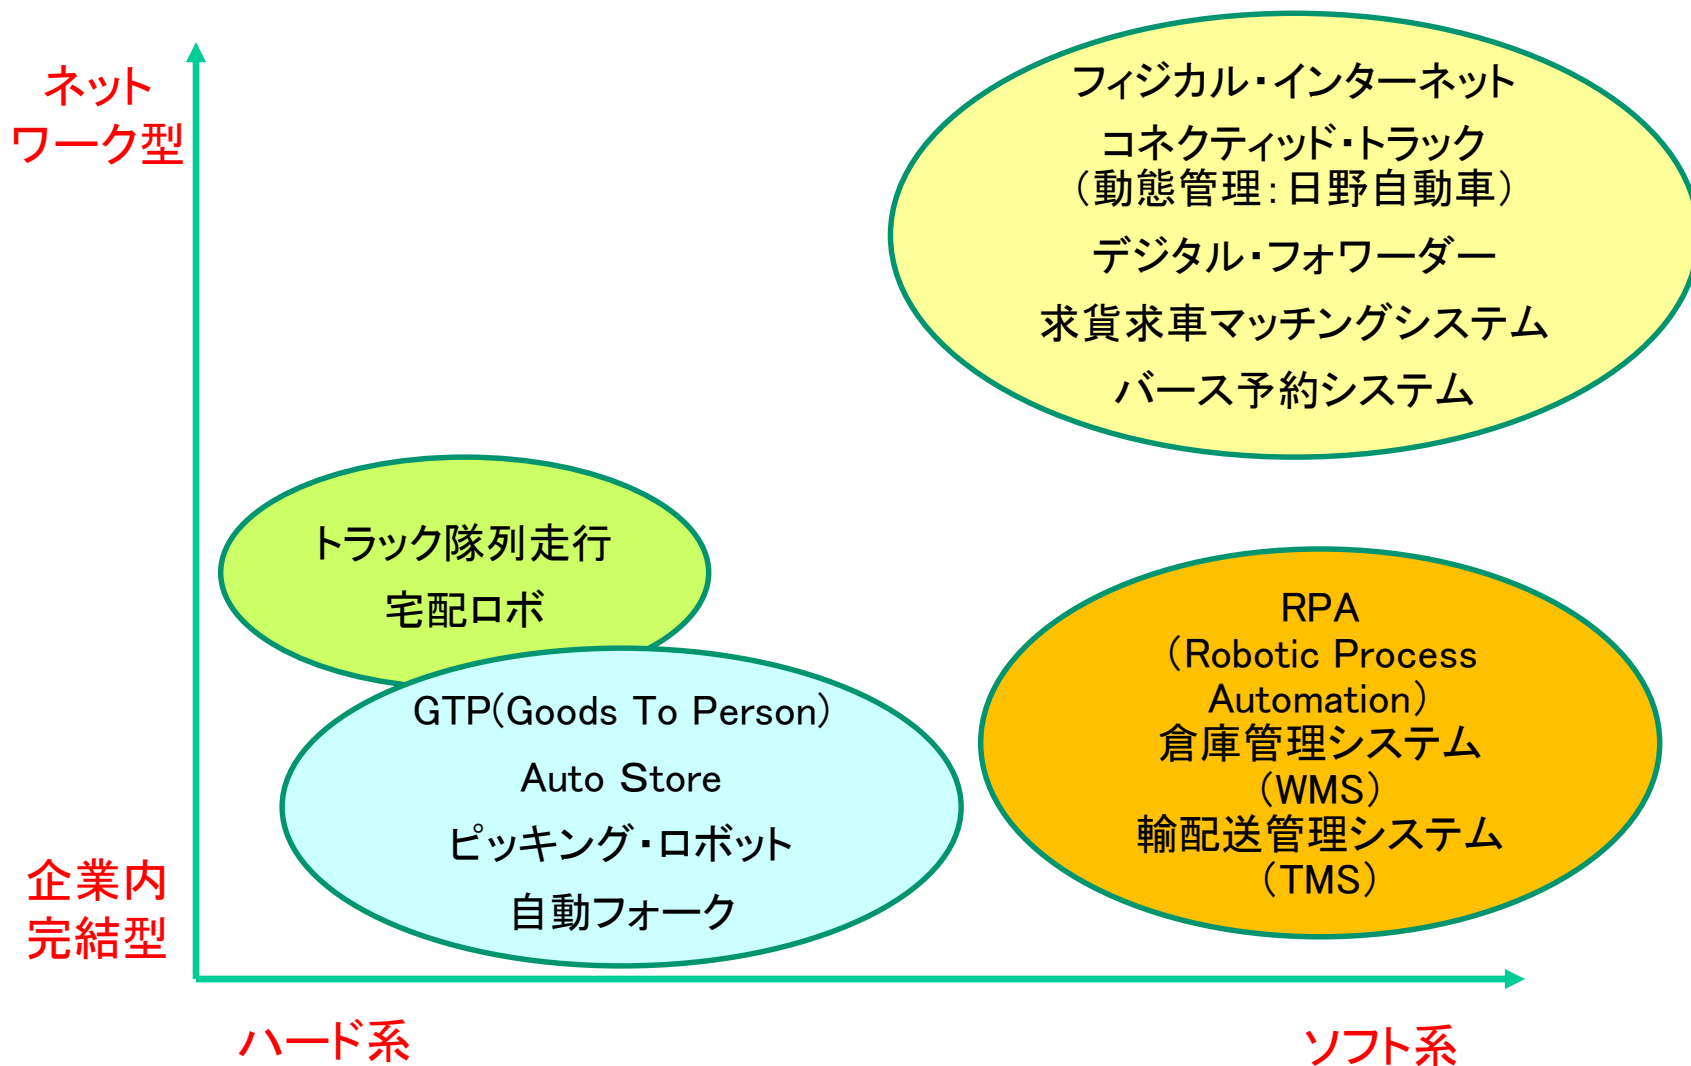 ネット
ワーク型
フィジカル・インターネット
コネクティッド・トラック
（動態管理：日野自動車）
デジタル・フォワーダー
求貨求車マッチングシステム
バース予約システム
トラック隊列走行
宅配ロボ
GTP(Goods To Person)
Auto Store
ピッキング・ロボット
自動フォーク
RPA
（Robotic Process
Automation）
倉庫管理システム
（WMS）
輸配送管理システム
（TMS）
企業内
完結型
ハード系
ソフト系